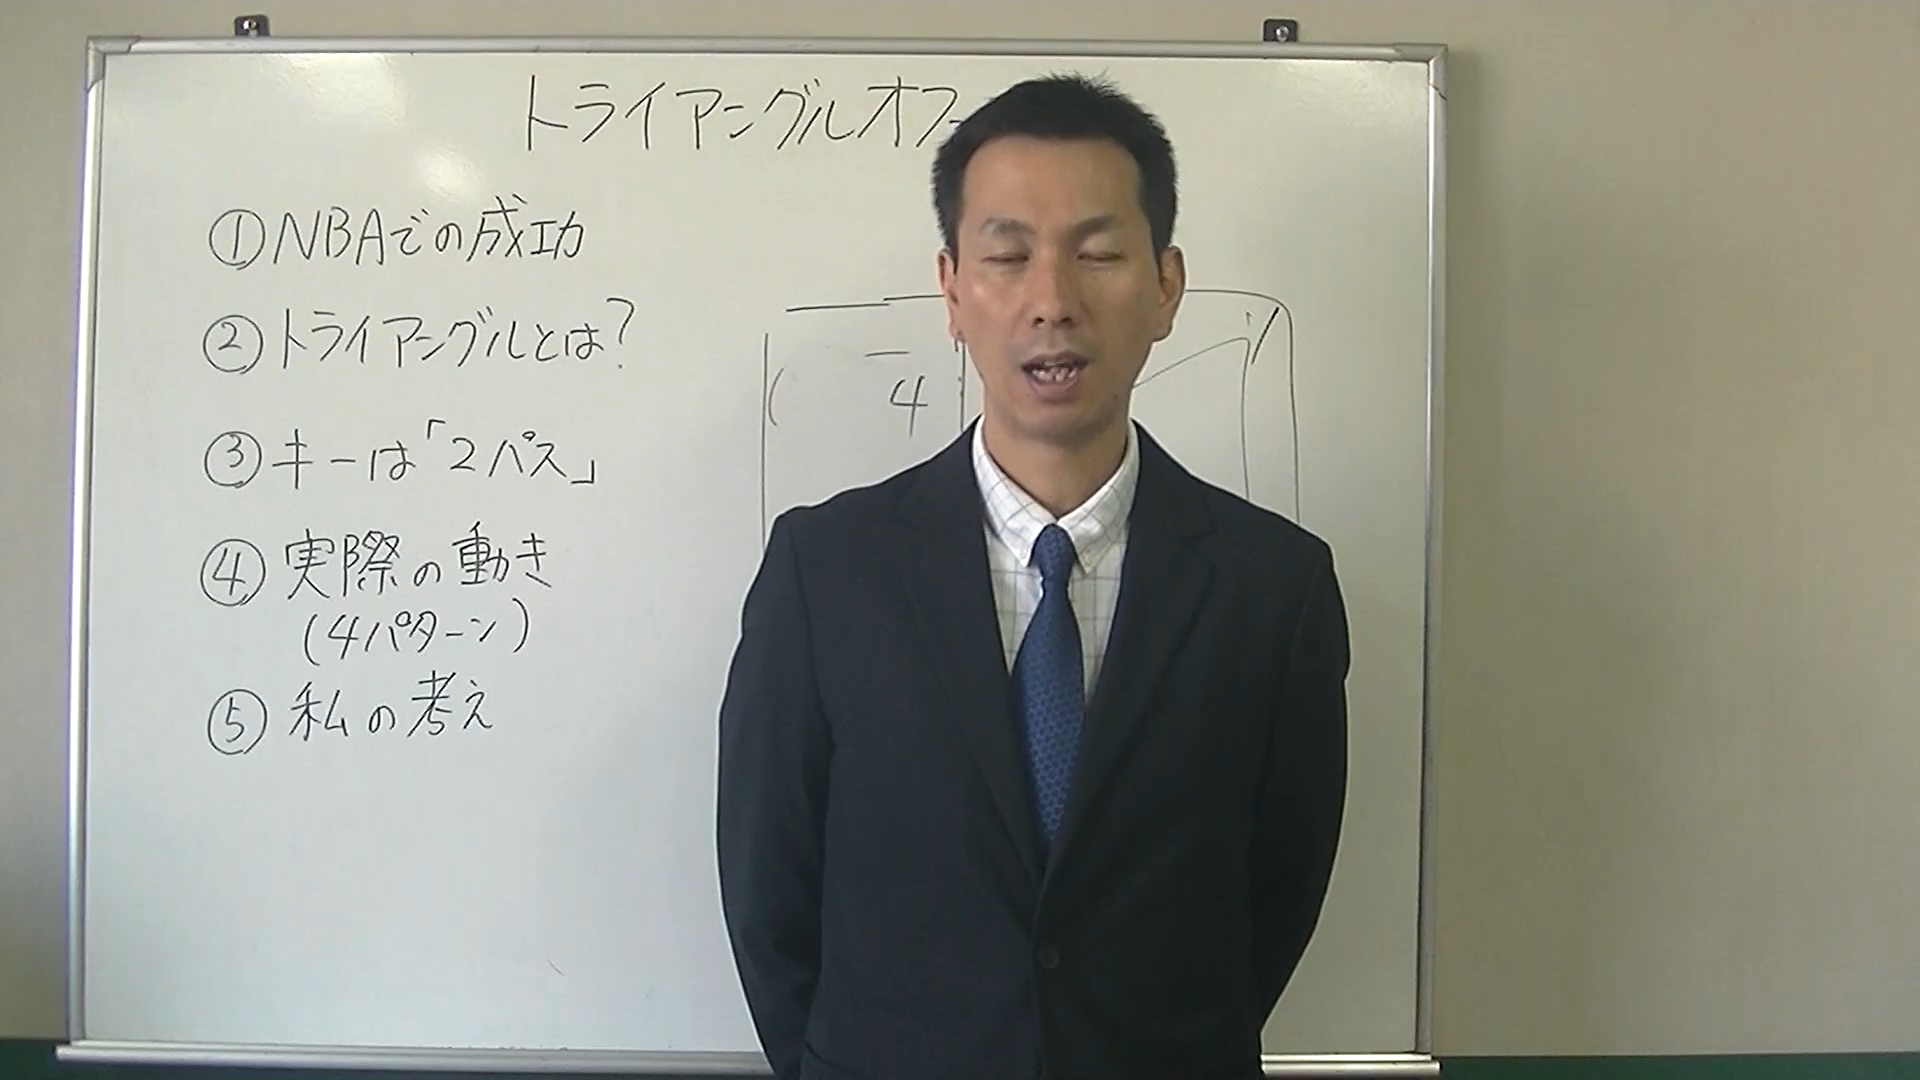 トライアングルオフ
①NBAでの成功
②トライアングルとは?
③キーは「2パス」
④実際の動き
(4パターン)
⑤私の考え
4